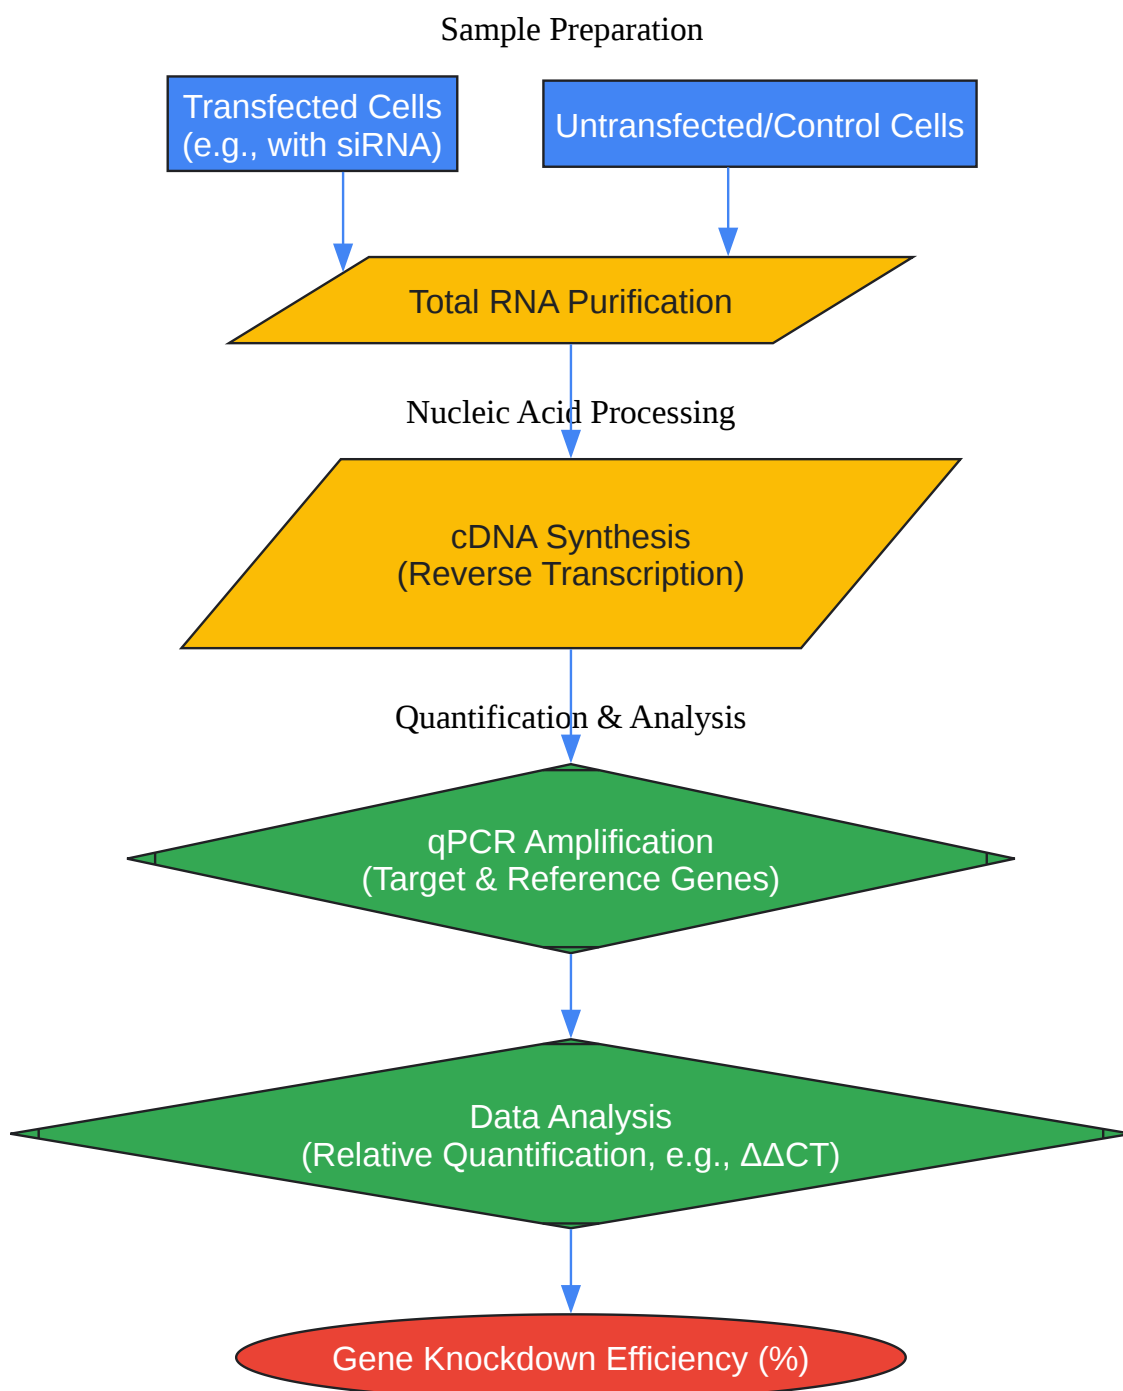 Sample Preparation
Transfected Cells
(e.g., with siRNA)
Untransfected/Control Cells
Total RNA Purification
Nucleic Acid Processing
cDNA Synthesis
(Reverse Transcription)
Quantification & Analysis
qPCR Amplification
(Target & Reference Genes)
Data Analysis
(Relative Quantification, e.g., ΔΔCT)
Gene Knockdown Efficiency (%)